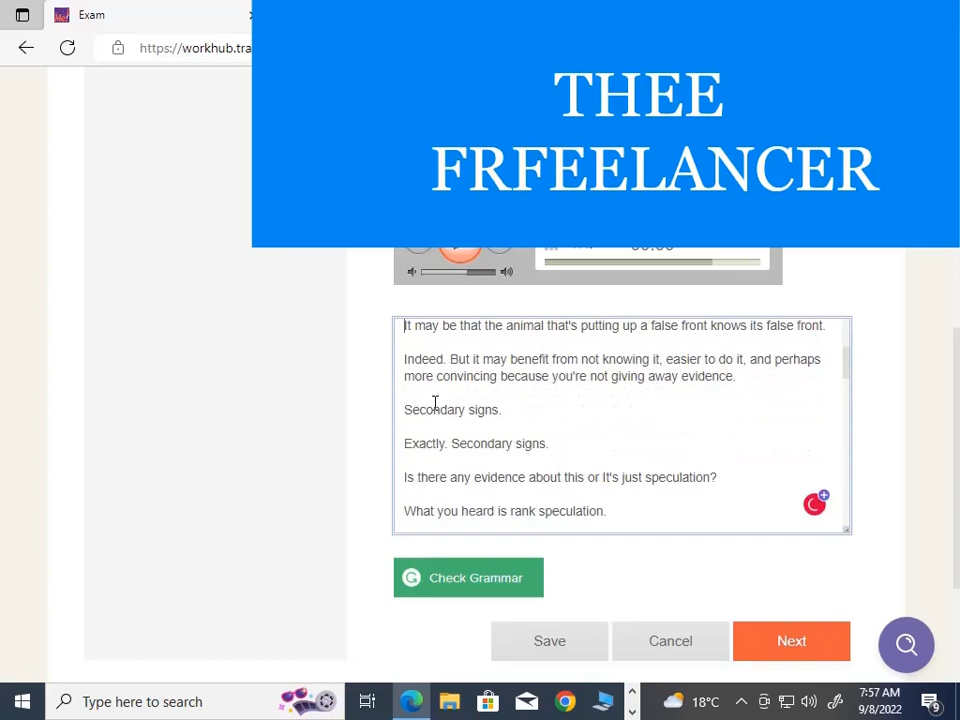 Exam
https://workhub.tra
THEE
FRFEELANCER
It may be that the animal that's putting up a false front knows its false front.
Indeed. But it may benefit from not knowing it, easier to do it, and perhaps
more convincing because you're not giving away evidence.
Secondary signs.
Exactly. Secondary signs.
Is there any evidence about this or It's just speculation?
What you heard is rank speculation.
Check Grammar
Save
Cancel
Next
Type here to search
18°C
7:57 AM
9/8/2022
9